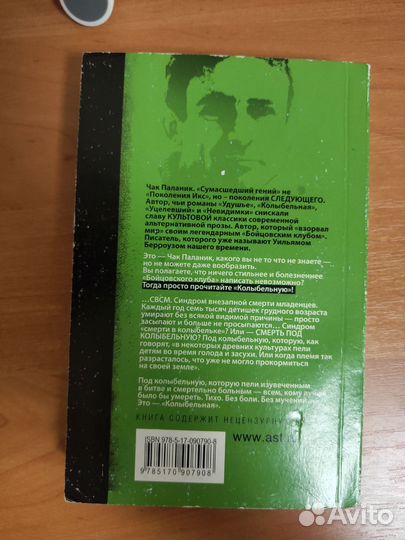 Чак Паланик. «Сумасшедший гений» не
«Поколения Икс», но – поколения СЛЕДУЮЩЕГО.
Автор, чьи романы «Удушье», «Колыбельная»,
«Уцелевший» и «Невидимки» снискали
славу КУЛЬТОВОЙ классики современной
альтернативной прозы. Автор, который «взорвал
мир» своим легендарным «Бойцовским клубом».
Писатель, которого уже называют Уильямом
Берроузом нашего времени.
Это — Чак Паланик, какого вы не то что не знаете —
но не можете даже вообразить.
Вы полагаете, что ничего стильнее и болезненнее
«Бойцовского клуба» написать невозможно?
Тогда просто прочитайте «Колыбельную»!
...СВСМ. Синдром внезапной смерти младенцев.
Каждый год семь тысяч детишек грудного возраста
умирают без всякой видимой причины — просто
засыпают и больше не просыпаются... Синдром
«смерти в колыбельке»? Или — СМЕРТЬ ПОД
КОЛЫБЕЛЬНУЮ? Под колыбельную, которую, как
говорят, «в некоторых древних культурах пели
детям во время голода и засухи. Или когда племя так
разрасталось, что уже не могло прокормиться
на своей земле».
Под колыбельную, которую пели изувеченным
в битве и смертельно больным — всем, кому лучше
было бы умереть. Тихо. Без боли. Без мучений
Это — «Колыбельная».
КНИГА СОДЕРЖИТ НЕЦЕНЗУРНУ
www.ast.
ISBN 978-5-17-090790-8
9 785170 907908
Avito